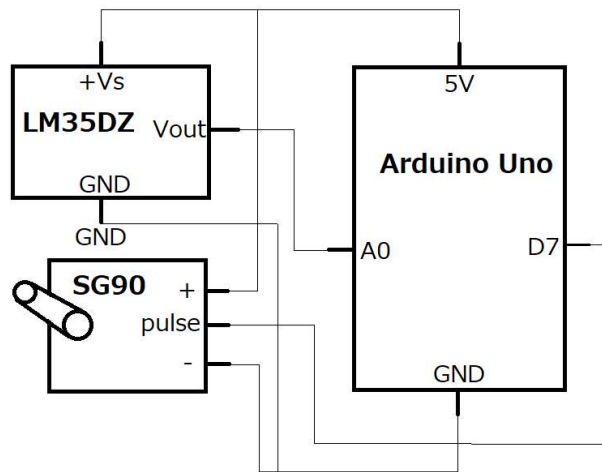 +Vs
LM35DZ
Vout
GND
GND
SG90
+
pulse
-
5V
Arduino Uno
A0
D7
GND